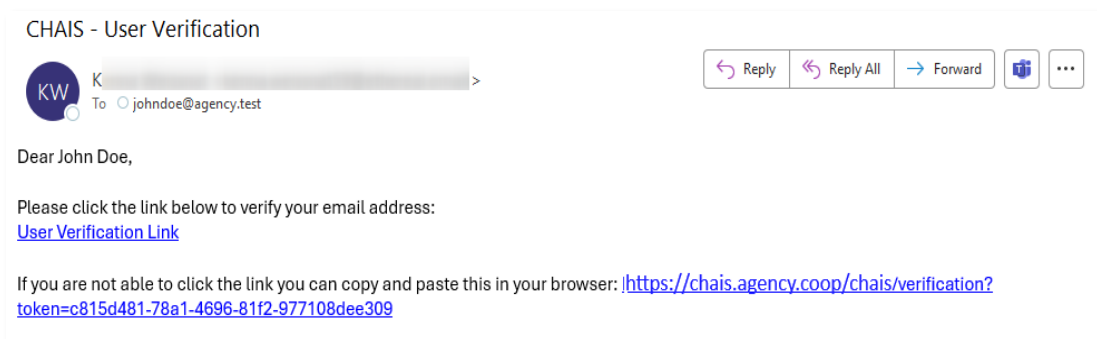 CHAIS - User Verification
KW
K >
To johndoe@agency.test
Reply
Reply All
Forward
Dear John Doe,
Please click the link below to verify your email address:
User Verification Link
If you are not able to click the link you can copy and paste this in your browser: https://chais.agency.coop/chais/verification?
token=c815d481-78a1-4696-81f2-977108dee309